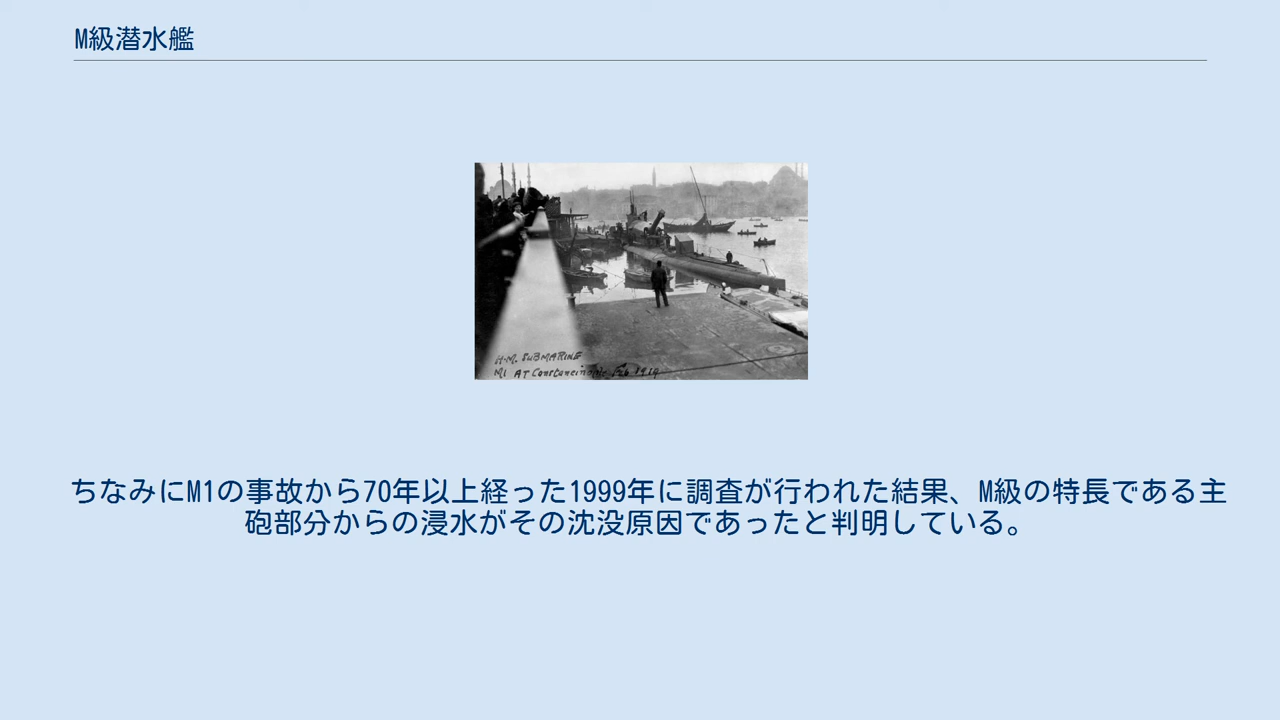 M級潜水艦
H.M. SUBMARINE
M1 AT Constantinople Feb 1919
ちなみにM1の事故から70年以上経った1999年に調査が行われた結果、M級の特長である主
砲部分からの浸水がその沈没原因であったと判明している。